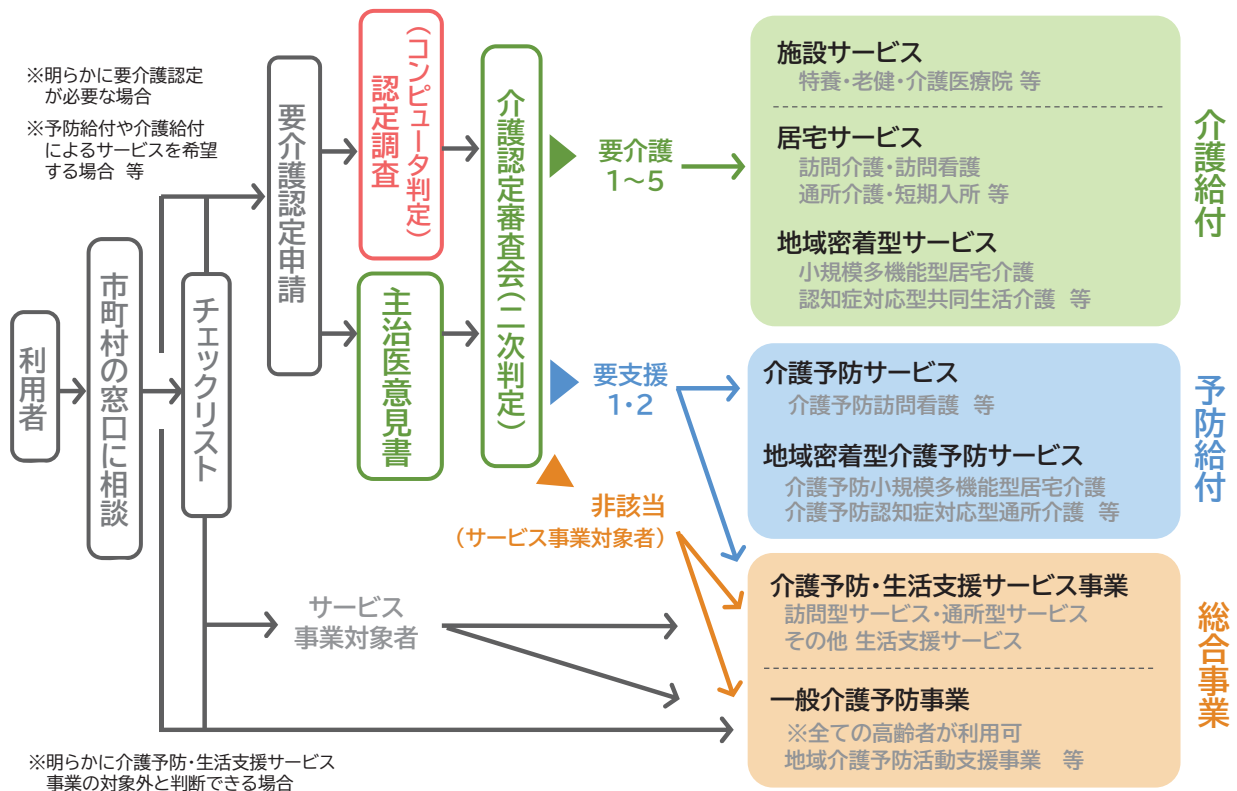 ※明らかに要介護認定
が必要な場合
※予防給付や介護給付
によるサービスを希望
する場合 等
利用者
市町村の窓口に相談
チェックリスト
要介護認定申請
認定調査
(コンピュータ判定)
主治医意見書
介護認定審査会(二次判定)
要介護
1～5
要支援
1・2
非該当
(サービス事業対象者)
サービス
事業対象者
※明らかに介護予防・生活支援サービス
事業の対象外と判断できる場合
施設サービス
特養・老健・介護医療院 等
居宅サービス
訪問介護・訪問看護
通所介護・短期入所 等
地域密着型サービス
小規模多機能型居宅介護
認知症対応型共同生活介護 等
介護給付
介護予防サービス
介護予防訪問看護 等
地域密着型介護予防サービス
介護予防小規模多機能型居宅介護
介護予防認知症対応型通所介護 等
予防給付
介護予防・生活支援サービス事業
訪問型サービス・通所型サービス
その他 生活支援サービス
一般介護予防事業
※全ての高齢者が利用可
地域介護予防活動支援事業 等
総合事業